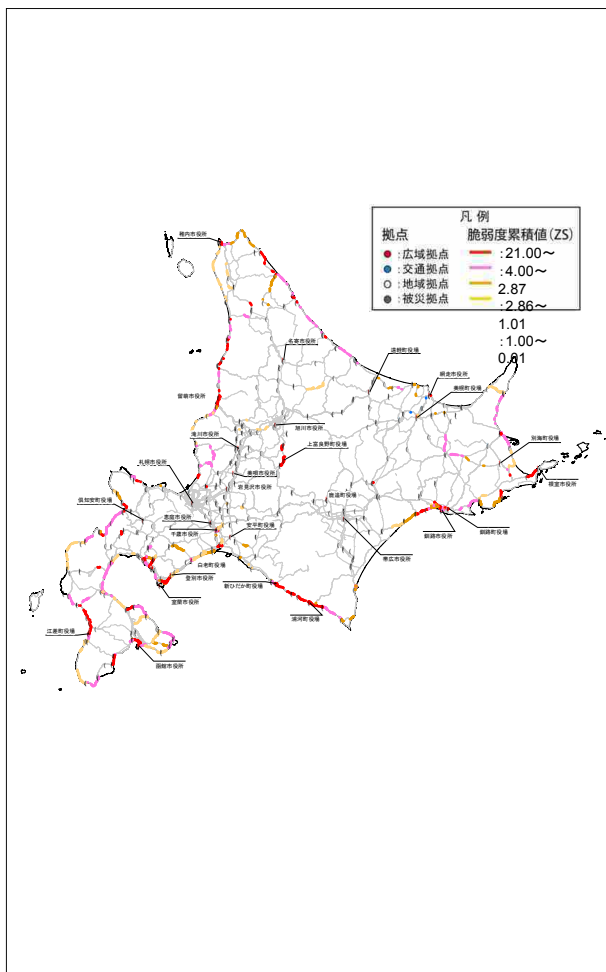 凡 例
拠点
脆弱度累積値(ZS)
:広域拠点
:21.00～
:交通拠点
:4.00～
:地域拠点
2.87
:被災拠点
:2.86～
1.01
:1.00～
0.01
稚内市役所
名寄市役所
遠軽町役場
網走市役所
美幌町役場
留萌市役所
旭川市役所
滝川市役所
上富良野町役場
別海町役場
札幌市役所
美唄市役所
根室市役所
岩見沢市役所
倶知安町役場
鹿追町役場
恵庭市役所
千歳市役所
安平町役場
釧路市役所
釧路町役場
帯広市役所
白老町役場
登別市役所
新ひだか町役場
室蘭市役所
浦河町役場
江差町役場
函館市役所